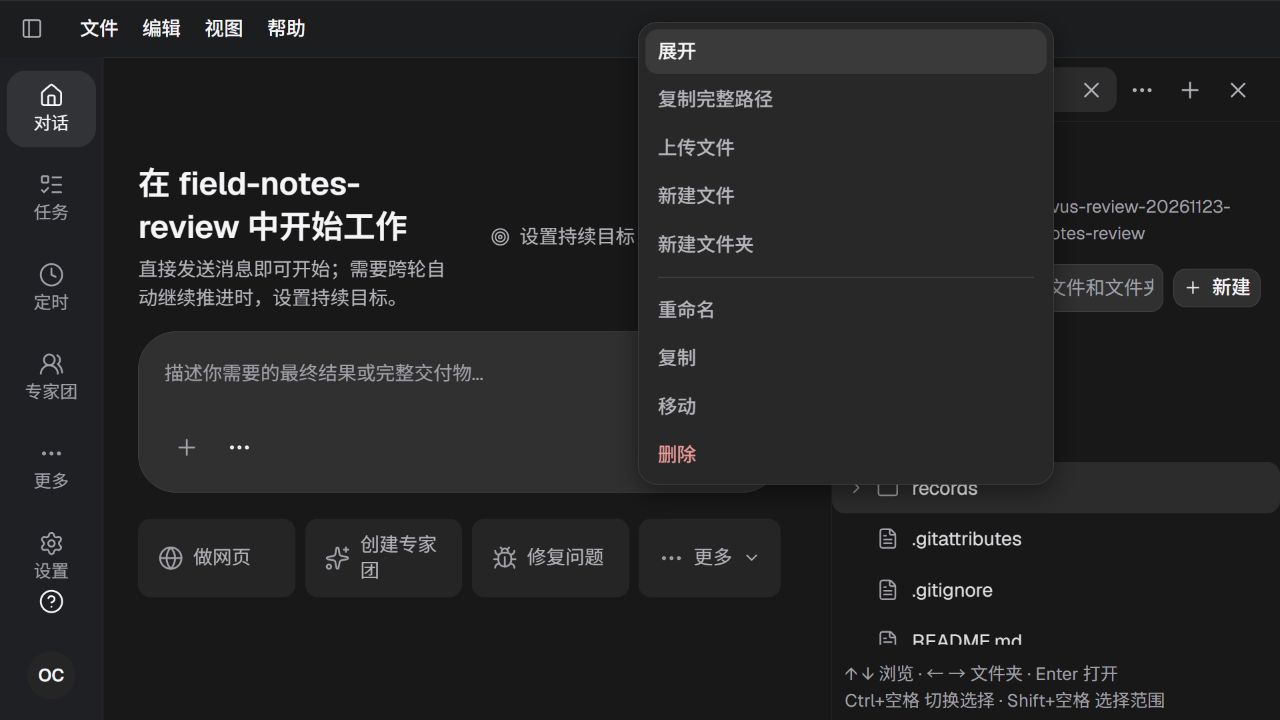 文件 编辑 视图 帮助
对话
任务
定时
专家团
更多
设置
OC
在 field-notes-
review 中开始工作
直接发送消息即可开始；需要跨轮自
动继续推进时，设置持续目标。
设置持续目标
描述你需要的最终结果或完整交付物...
做网页
创建专家
团
修复问题
更多
展开
复制完整路径
上传文件
新建文件
新建文件夹
重命名
复制
移动
删除
vus-review-20261123-
otes-review
文件和文件夹
新建
records
.gitattributes
.gitignore
README.md
↑↓ 浏览 · ← → 文件夹 · Enter 打开
Ctrl+空格 切换选择 · Shift+空格 选择范围